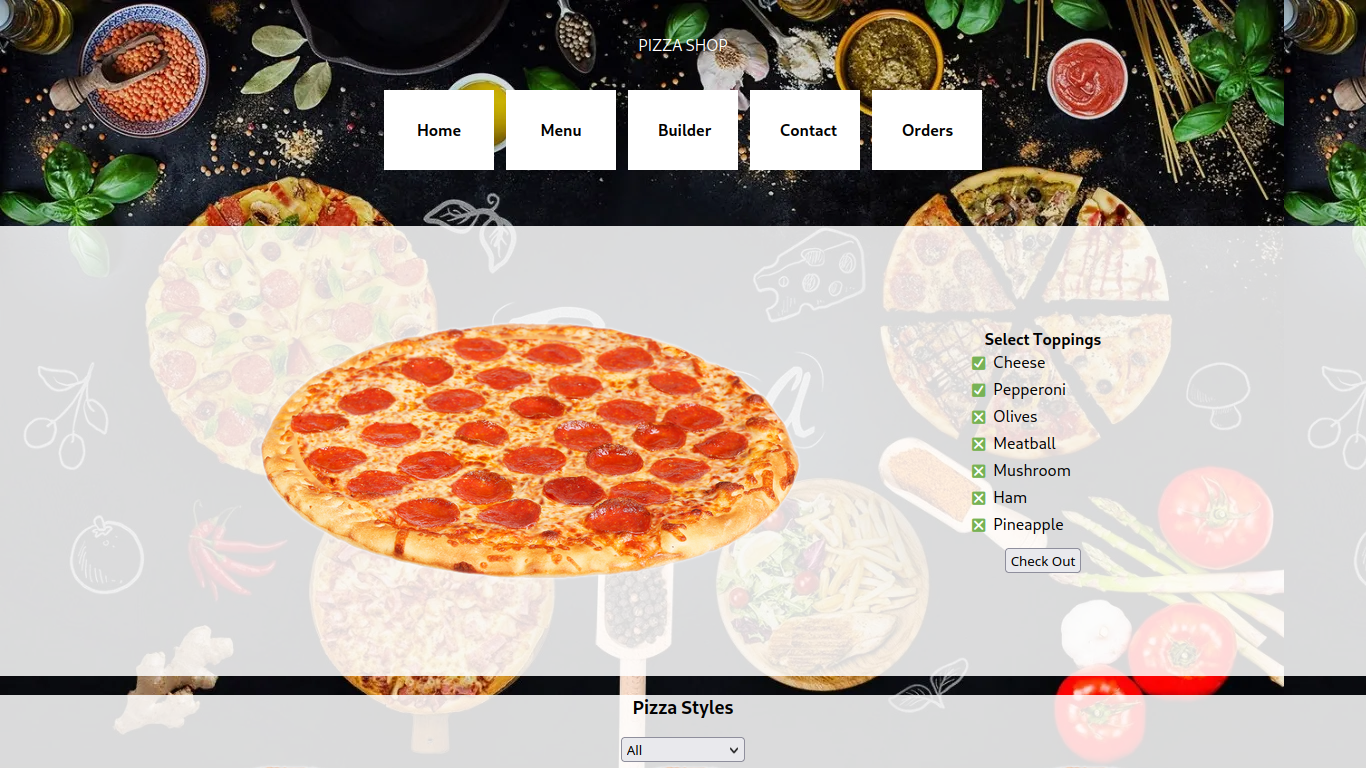 PIZZA SHOP
Home
Menu
Builder
Contact
Orders
Select Toppings
Cheese
Pepperoni
Olives
Meatball
Mushroom
Ham
Pineapple
Check Out
Pizza Styles
All